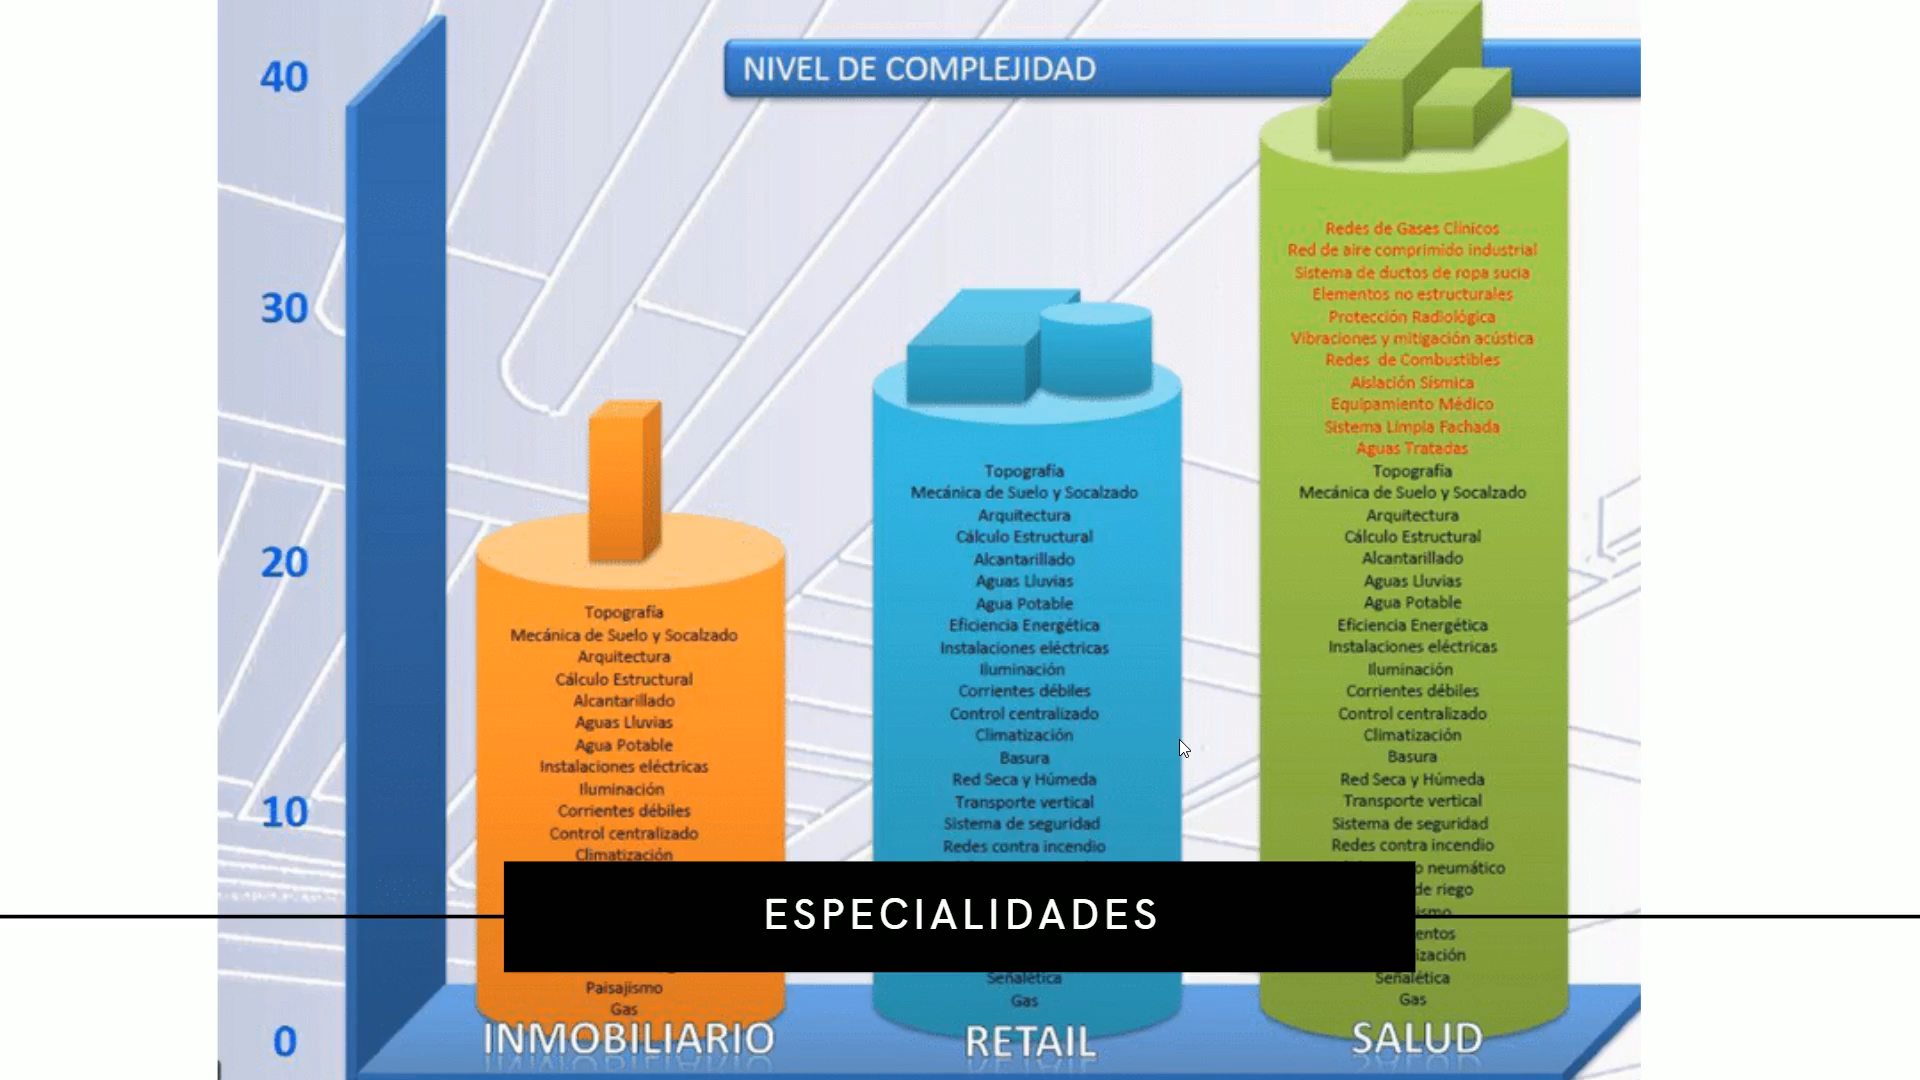 40
30
20
10
0
NIVEL DE COMPLEJIDAD
Topografía
Mecánica de Suelo y Socalzado
Arquitectura
Cálculo Estructural
Alcantarillado
Aguas Lluvias
Agua Potable
Instalaciones eléctricas
Iluminación
Corrientes débiles
Control centralizado
Climatización
Paisajismo
Gas
INMOBILIARIO
Topografía
Mecánica de Suelo y Socalzado
Arquitectura
Cálculo Estructural
Alcantarillado
Aguas Lluvias
Agua Potable
Eficiencia Energética
Instalaciones eléctricas
Iluminación
Corrientes débiles
Control centralizado
Climatización
Basura
Red Seca y Húmeda
Transporte vertical
Sistema de seguridad
Redes contra incendio
Señalética
Gas
RETAIL
Redes de Gases Clínicos
Red de aire comprimido industrial
Sistema de ductos de ropa sucia
Elementos no estructurales
Protección Radiológica
Vibraciones y mitigación acústica
Redes de Combustibles
Aislación Sísmica
Equipamiento Médico
Sistema Limpia Fachada
Aguas Tratadas
Topografía
Mecánica de Suelo y Socalzado
Arquitectura
Cálculo Estructural
Alcantarillado
Aguas Lluvias
Agua Potable
Eficiencia Energética
Instalaciones eléctricas
Iluminación
Corrientes débiles
Control centralizado
Climatización
Basura
Red Seca y Húmeda
Transporte vertical
Sistema de seguridad
Redes contra incendio
neumático
de riego
Señalética
Gas
SALUD
ESPECIALIDADES